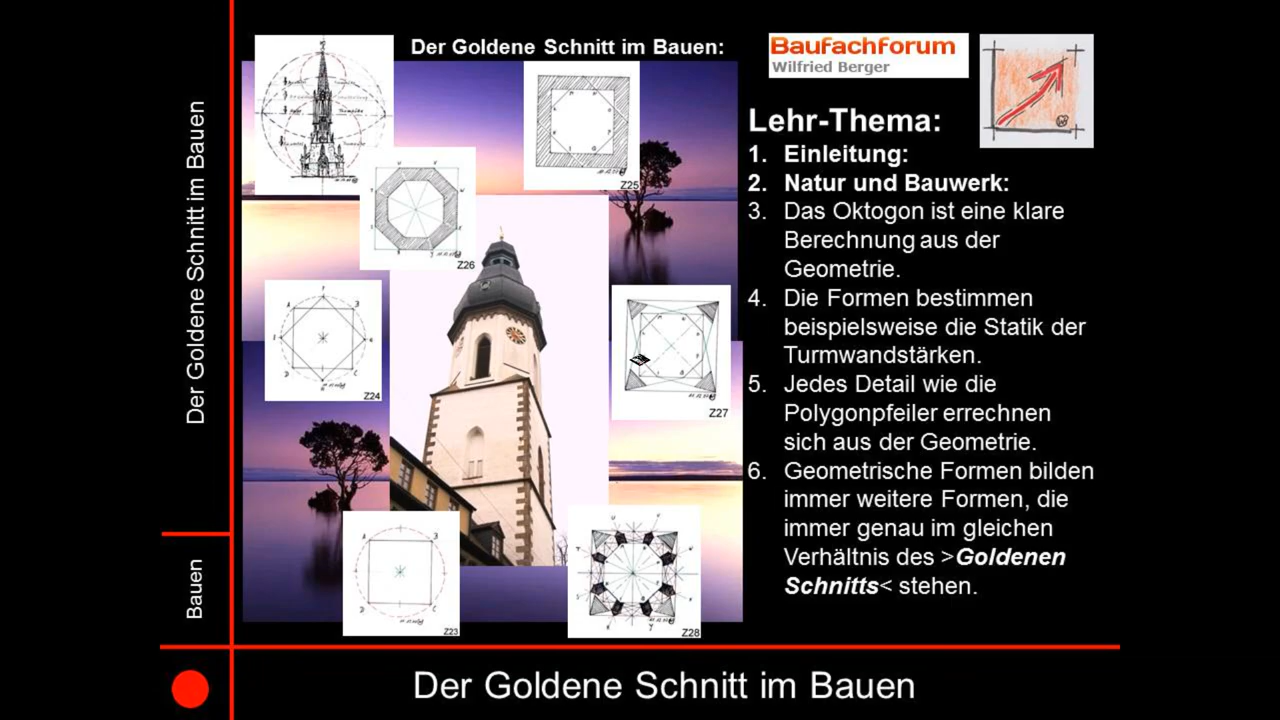 Der Goldene Schnitt im Bauen:
Baufachforum
Wilfried Berger
Lehr-Thema:
1. Einleitung:
2. Natur und Bauwerk:
3. Das Oktogon ist eine klare
Berechnung aus der
Geometrie.
4. Die Formen bestimmen
beispielsweise die Statik der
Turmwandstärken.
5. Jedes Detail wie die
Polygonpfeiler errechnen
sich aus der Geometrie.
6. Geometrische Formen bilden
immer weitere Formen, die
immer genau im gleichen
Verhältnis des >Goldenen
Schnitts< stehen.
Z25
Z26
Z24
Z27
Z23
Z28
Der Goldene Schnitt im Bauen
Bauen
Der Goldene Schnitt im Bauen